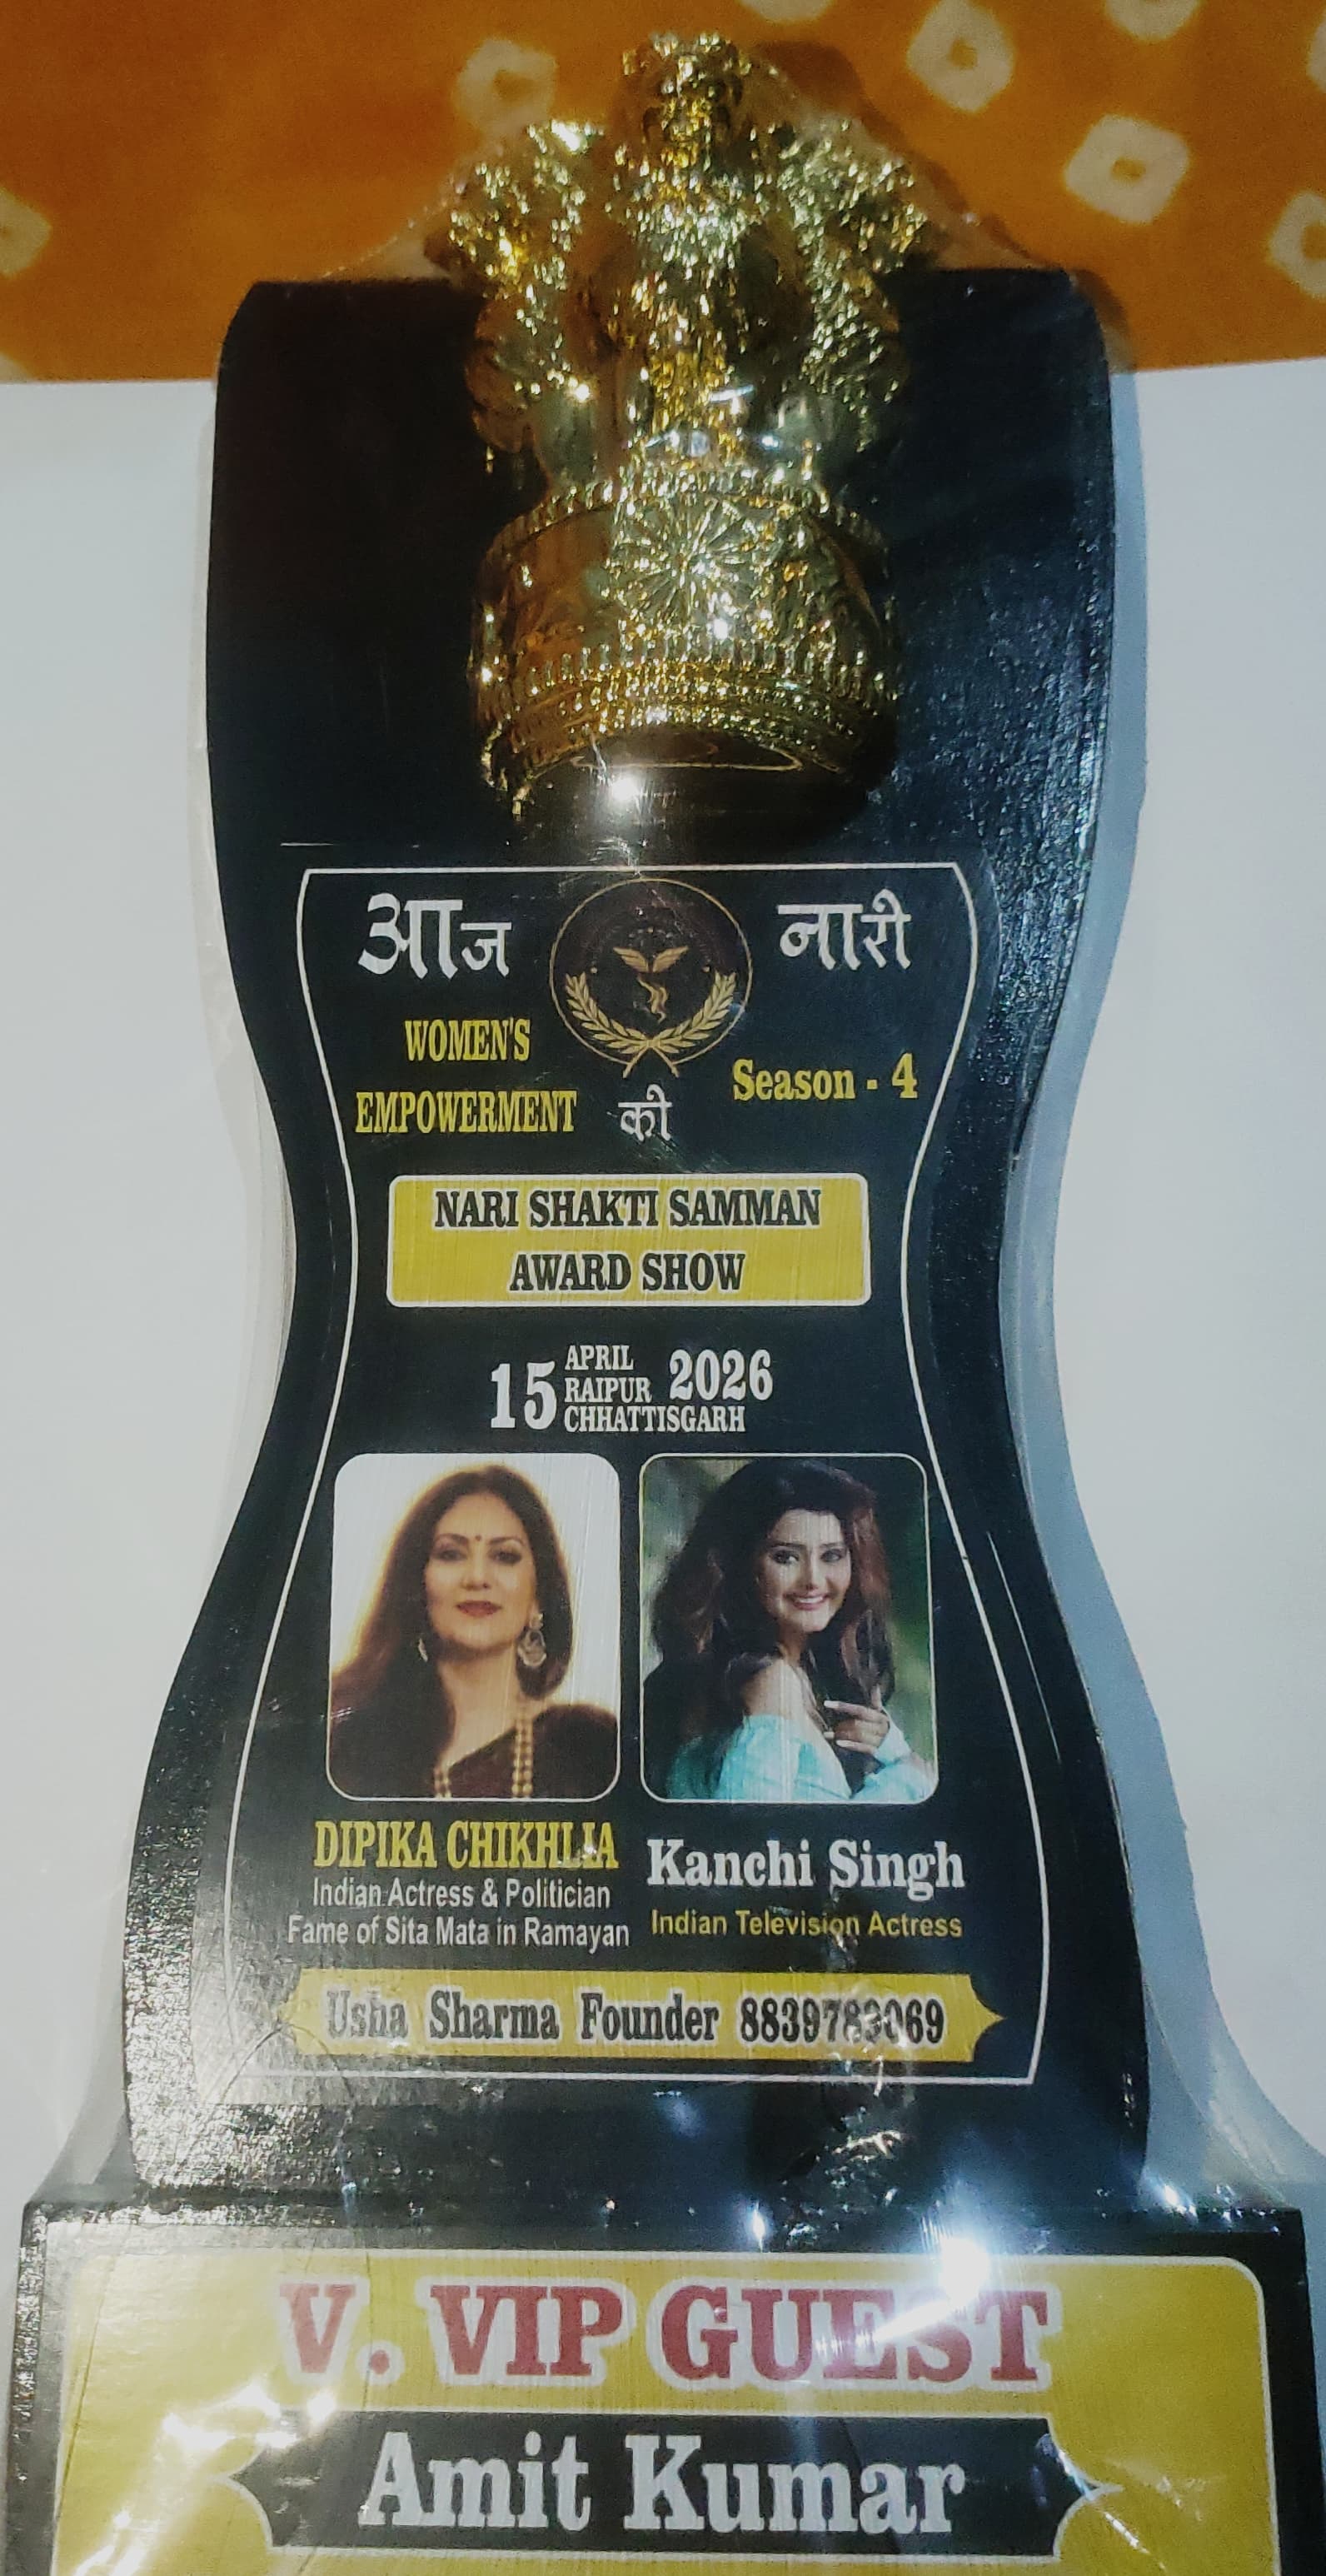 आज नारी
WOMEN'S
EMPOWERMENT
की
Season - 4
NARI SHAKTI SAMMAN
AWARD SHOW
15 APRIL 2026
RAIPUR
CHHATTISGARH
DIPIKA CHIKHLIA
Indian Actress & Politician
Fame of Sita Mata in Ramayan
Kanchi Singh
Indian Television Actress
Usha Sharma Founder 8839783069
V. VIP GUEST
Amit Kumar